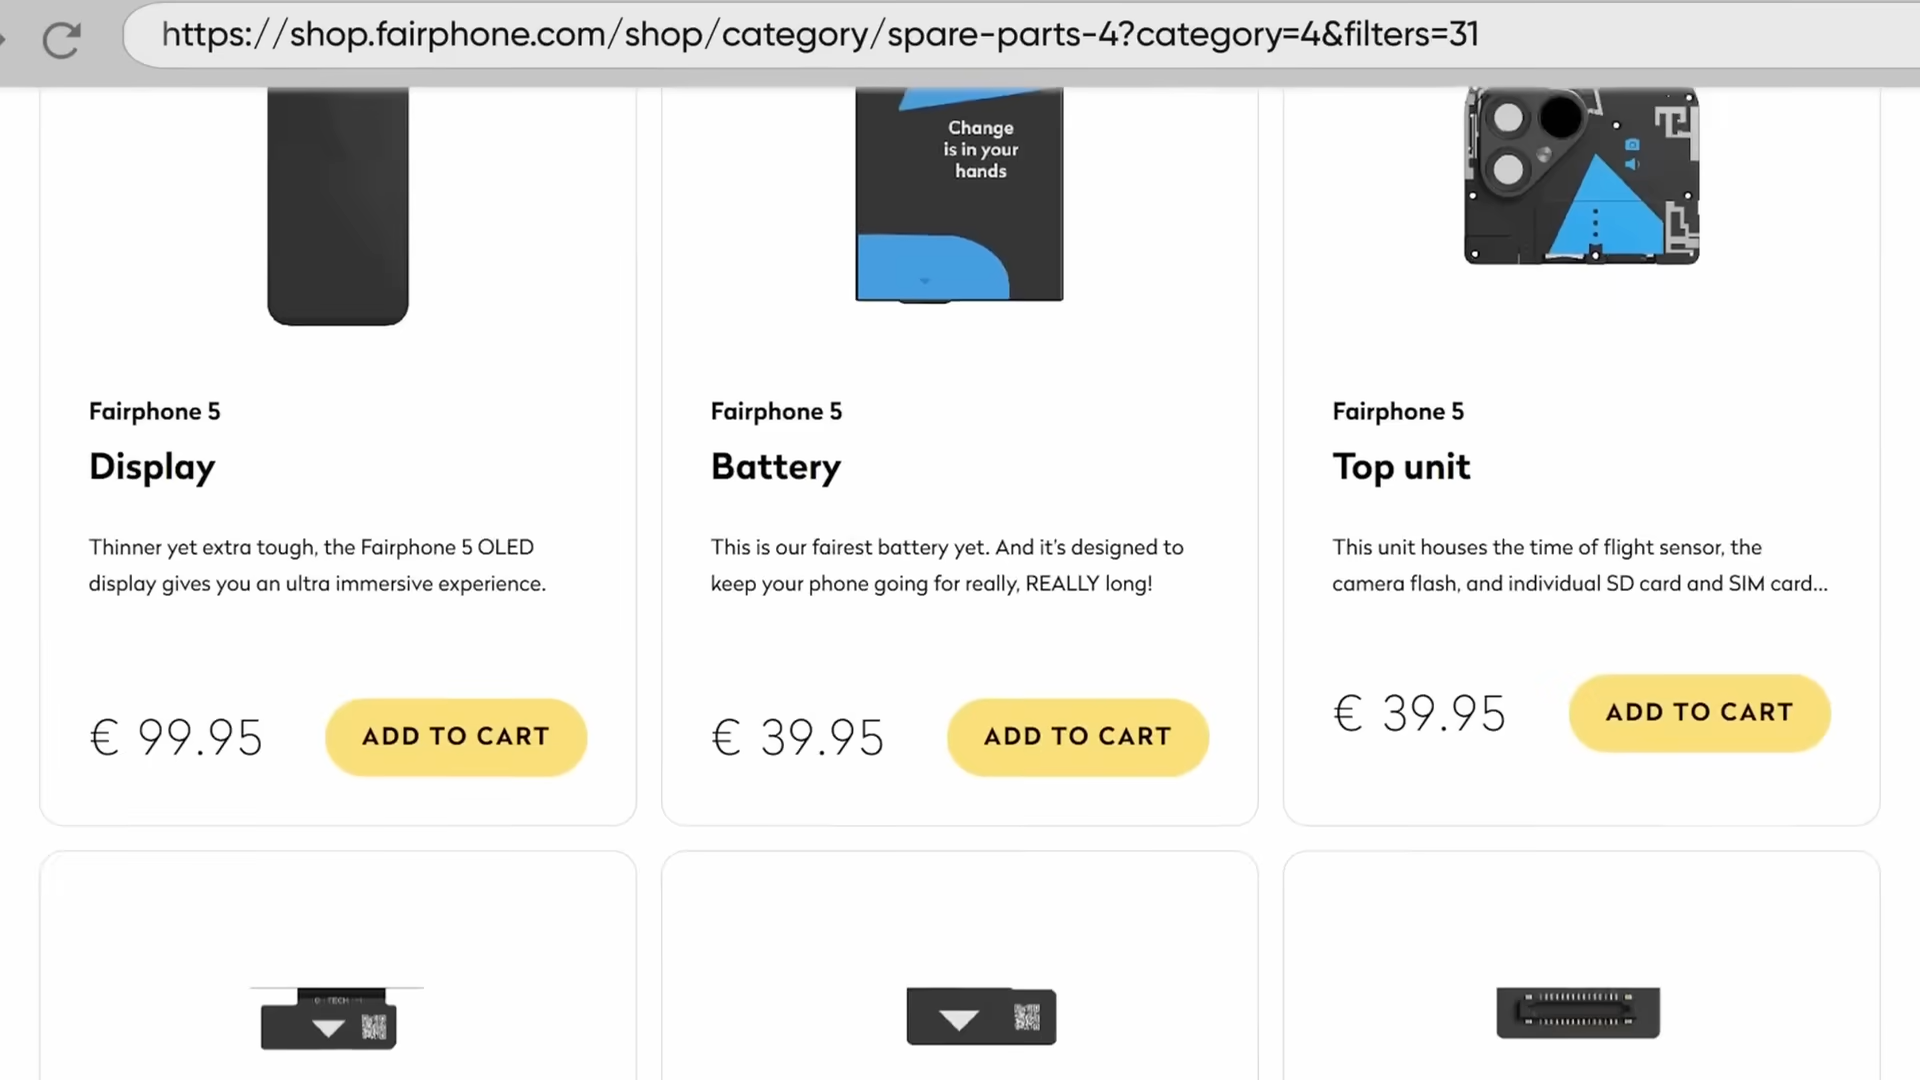 https://shop.fairphone.com/shop/category/spare-parts-4?category=4&filters=31
Change
is in your
hands
Fairphone 5
Display
Thinner yet extra tough, the Fairphone 5 OLED
display gives you an ultra immersive experience.
€ 99.95
ADD TO CART
Fairphone 5
Battery
This is our fairest battery yet. And it's designed to
keep your phone going for really, REALLY long!
€ 39.95
ADD TO CART
Fairphone 5
Top unit
This unit houses the time of flight sensor, the
camera flash, and individual SD card and SIM card...
€ 39.95
ADD TO CART